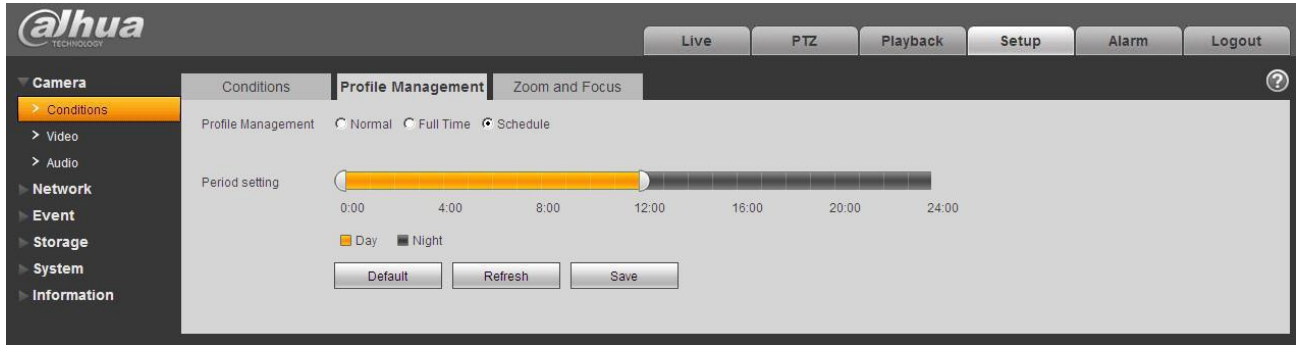 alhua
TECHNOLOGY
Live PTZ Playback Setup Alarm Logout
Camera
Conditions Profile Management Zoom and Focus ?
> Conditions
Profile Management Normal Full Time Schedule
> Video
> Audio
Network
Period setting
0:00 4:00 8:00 12:00 16:00 20:00 24:00
Event
Storage
Day Night
System
Default Refresh Save
Information